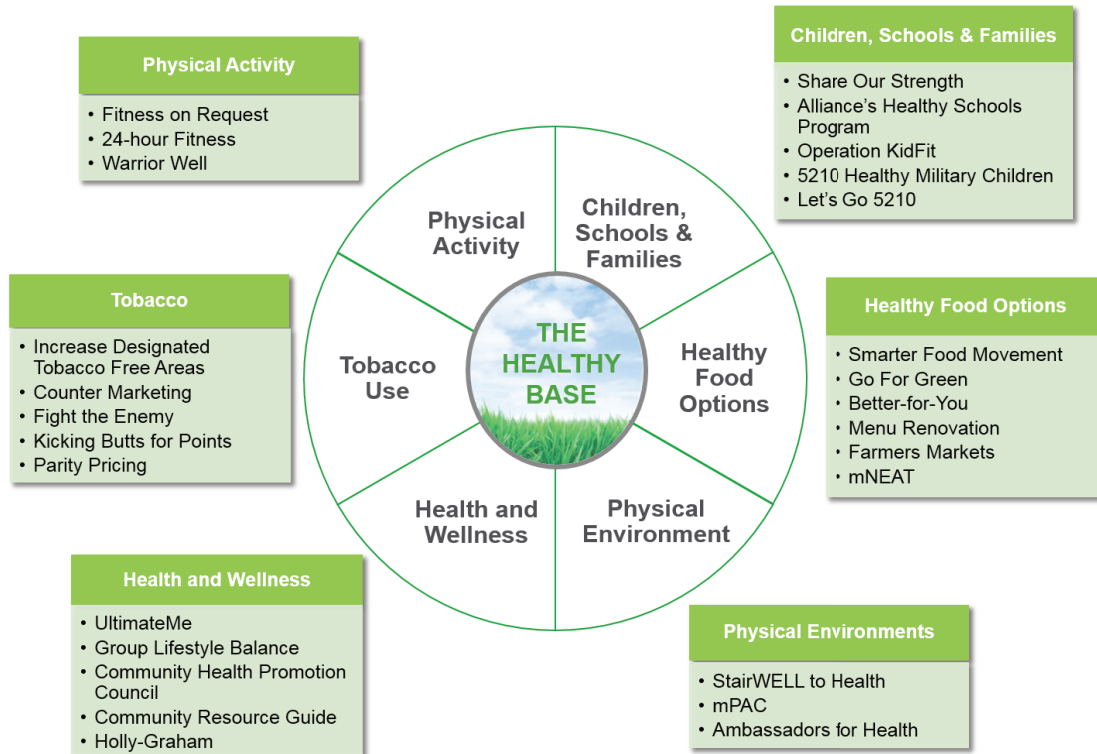 Physical Activity
• Fitness on Request
• 24-hour Fitness
• Warrior Well
Children, Schools & Families
• Share Our Strength
• Alliance's Healthy Schools
Program
• Operation KidFit
• 5210 Healthy Military Children
• Let's Go 5210
Tobacco
• Increase Designated
Tobacco Free Areas
• Counter Marketing
• Fight the Enemy
• Kicking Butts for Points
• Parity Pricing
Healthy Food Options
• Smarter Food Movement
• Go For Green
• Better-for-You
• Menu Renovation
• Farmers Markets
• mNEAT
Health and Wellness
• UltimateMe
• Group Lifestyle Balance
• Community Health Promotion
Council
• Community Resource Guide
• Holly-Graham
Physical Environments
• StairWELL to Health
• mPAC
• Ambassadors for Health
Physical
Activity
Children,
Schools &
Families
Tobacco
Use
THE
HEALTHY
BASE
Healthy
Food
Options
Health and
Wellness
Physical
Environment